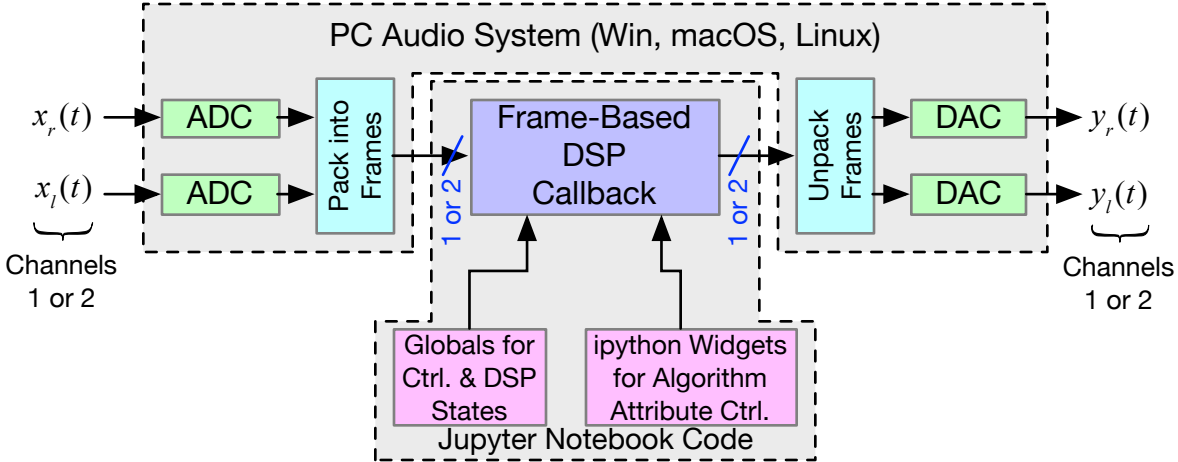 PC Audio System (Win, macOS, Linux)
x_r(t)
ADC
x_l(t)
ADC
Channels
1 or 2
Pack into
Frames
1 or 2
Frame-Based
DSP
Callback
1 or 2
Unpack
Frames
DAC
y_r(t)
DAC
y_l(t)
Channels
1 or 2
Globals for
Ctrl. & DSP
States
ipython Widgets
for Algorithm
Attribute Ctrl.
Jupyter Notebook Code